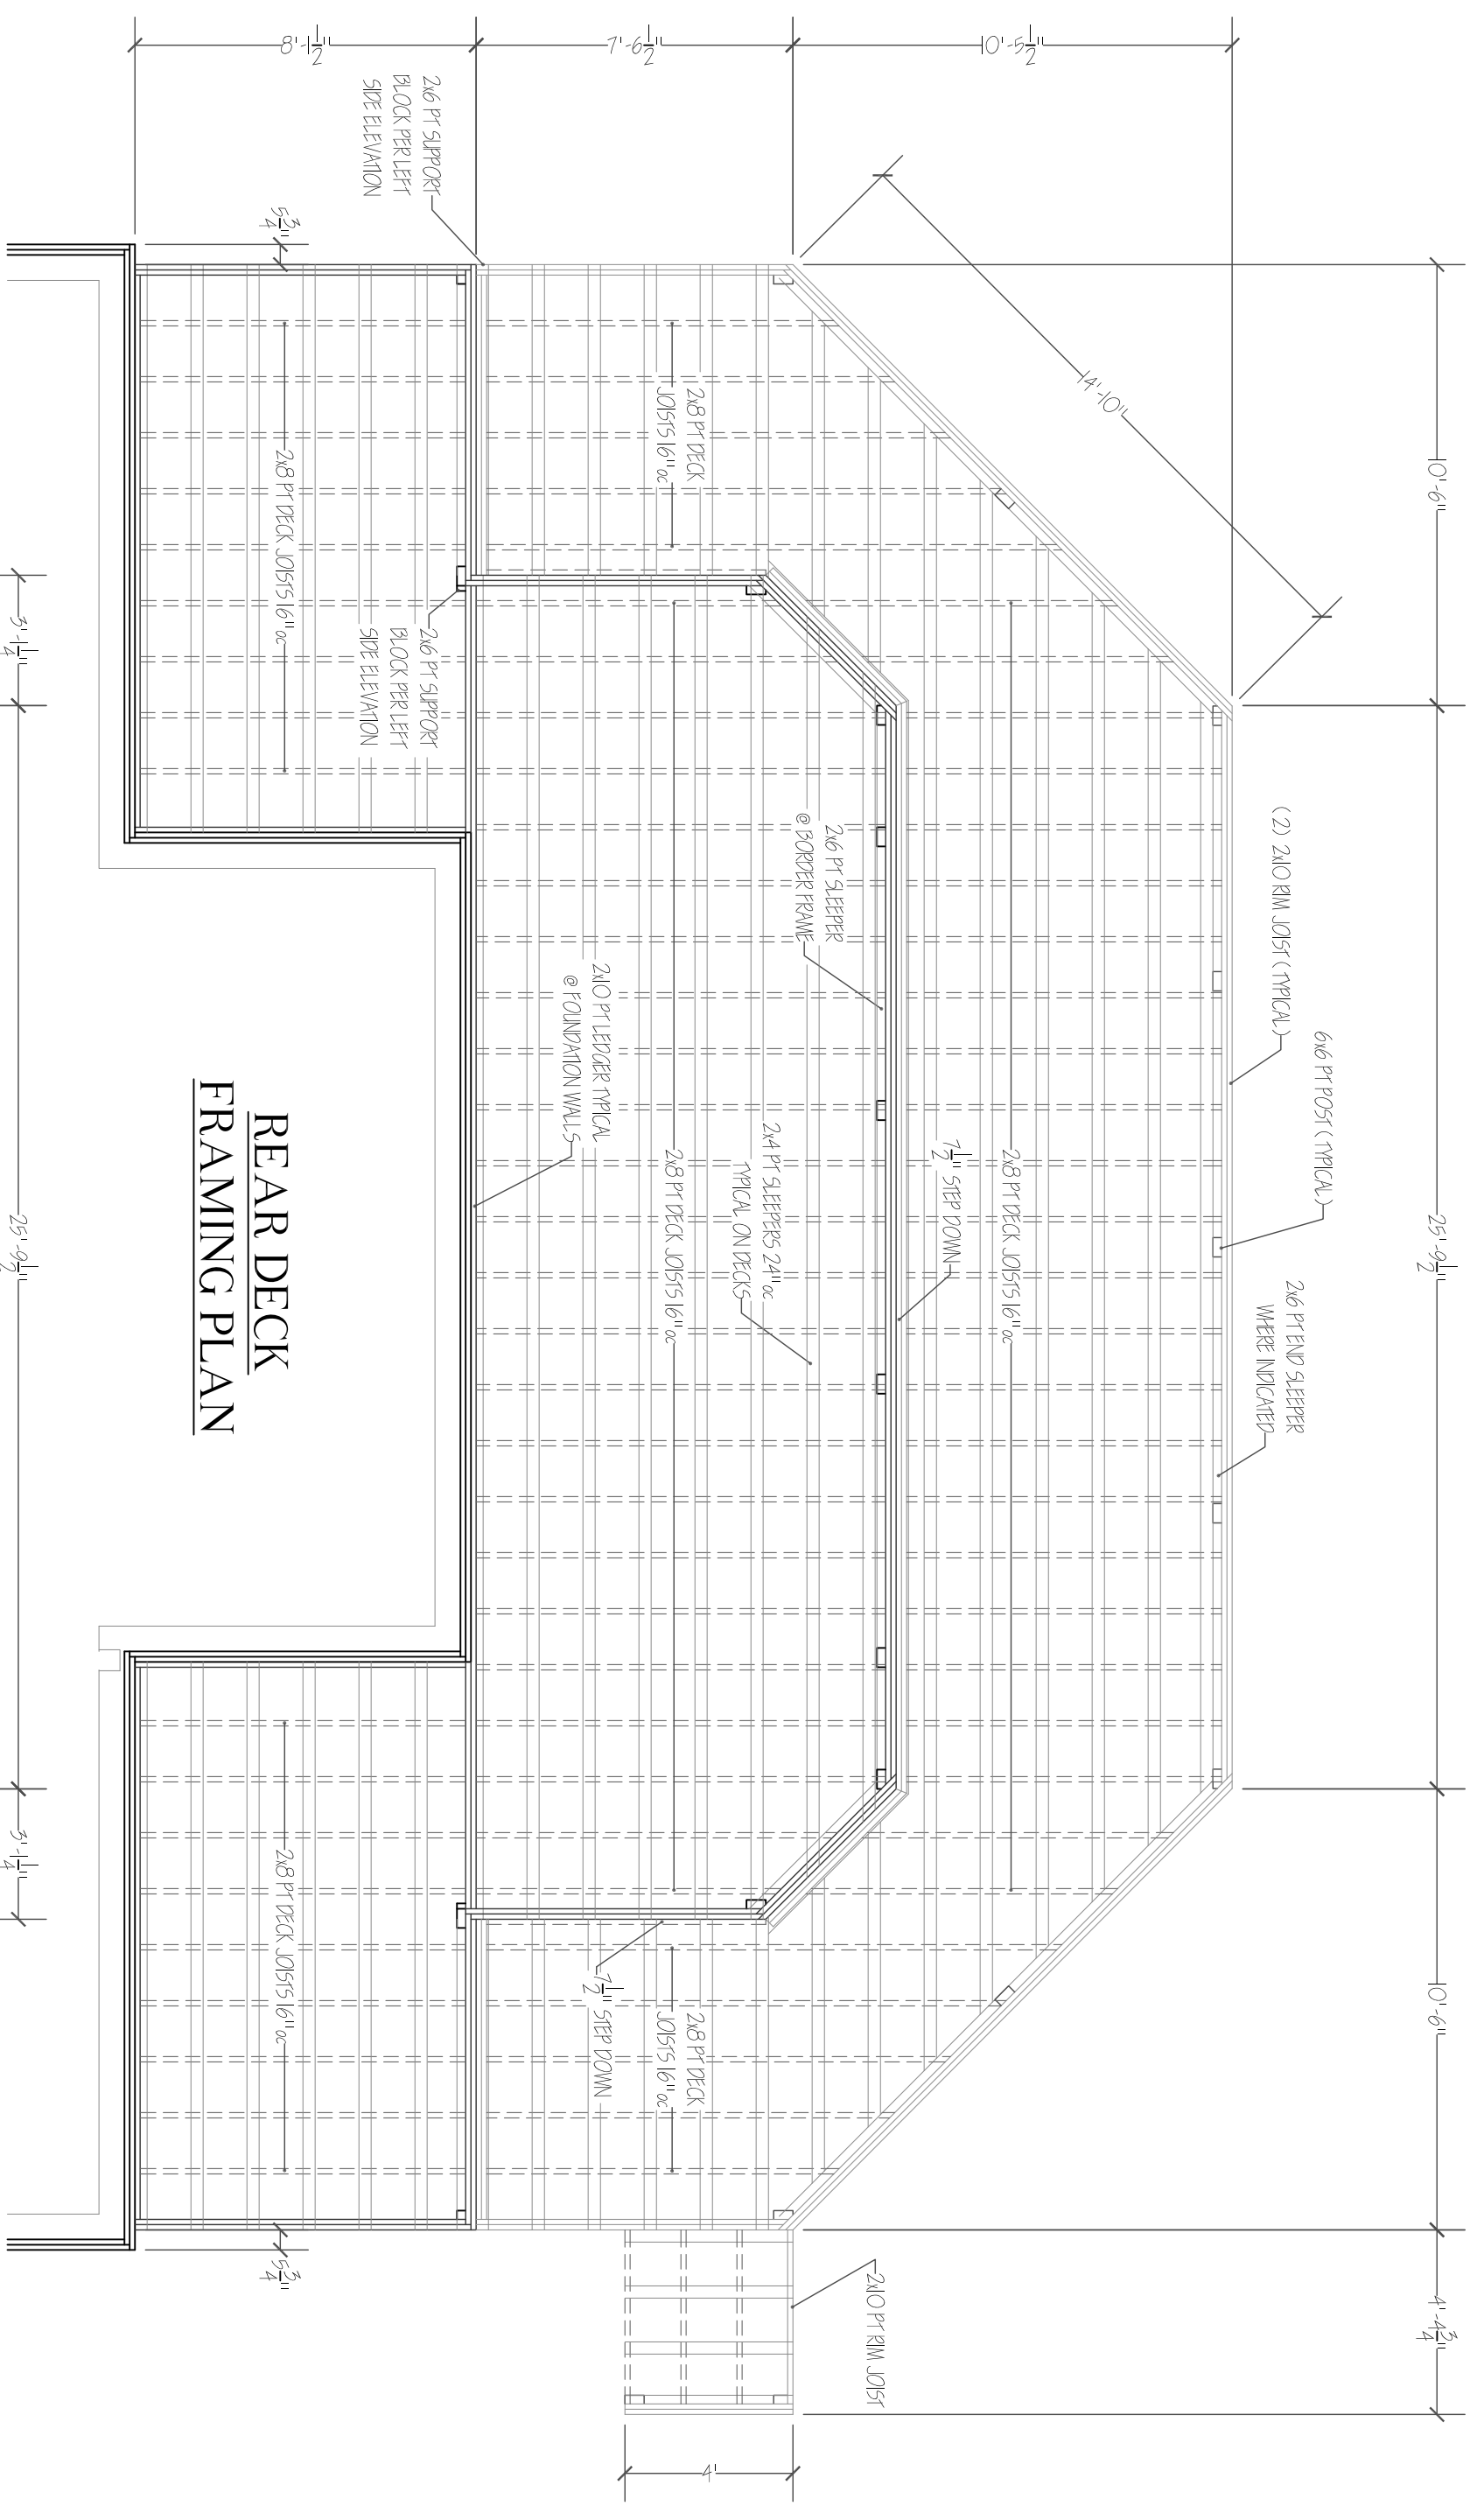 10'-6"
25'-9 1/2"
10'-6"
4'-4 3/4"
6x6 PT POST (TYPICAL)
2x6 PT END SLEEPER
WHERE INDICATED
(2) 2x10 RIM JOIST (TYPICAL)
14'-10"
10'-5 1/2"
2x8 PT DECK JOISTS 16" oc
7 1/2" STEP DOWN
2x10 PT RIM JOIST
2x6 PT SLEEPER
@ BORDER FRAME
2x4 PT SLEEPERS 24" oc
TYPICAL ON DECKS
4'
7'-6 1/2"
2x8 PT DECK
JOISTS 16" oc
2x8 PT DECK JOISTS 16" oc
2x8 PT DECK
JOISTS 16" oc
7 1/2" STEP DOWN
2x10 PT LEDGER TYPICAL
@ FOUNDATION WALLS
2x6 PT SUPPORT
BLOCK PER LEFT
SIDE ELEVATION
2x6 PT SUPPORT
BLOCK PER LEFT
SIDE ELEVATION
8'-1 1/2"
5 3/4"
2x8 PT DECK JOISTS 16" oc
2x8 PT DECK JOISTS 16" oc
5 3/4"
REAR DECK
FRAMING PLAN
3'-1 1/4"
25'-9 1/2"
3'-1 1/4"